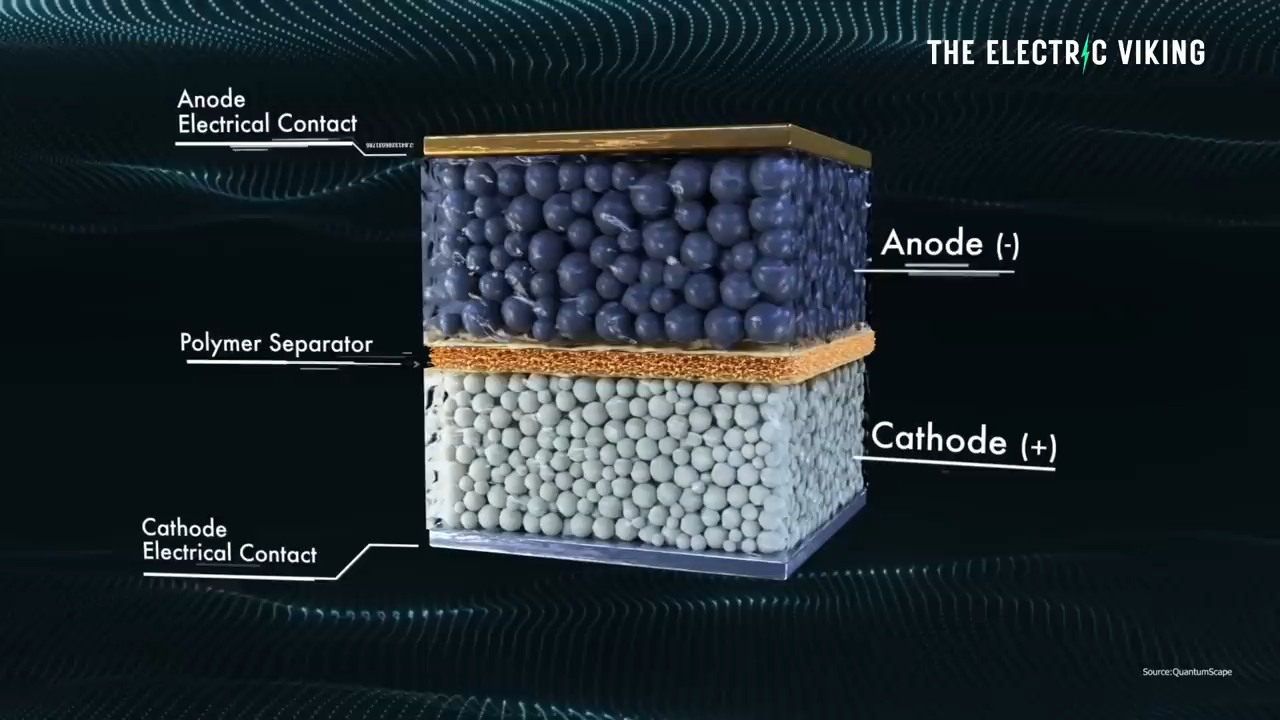 THE ELECTRIC VIKING
Anode
Electrical Contact
Anode (-)
Polymer Separator
Cathode (+)
Cathode
Electrical Contact
Source:QuantumScape